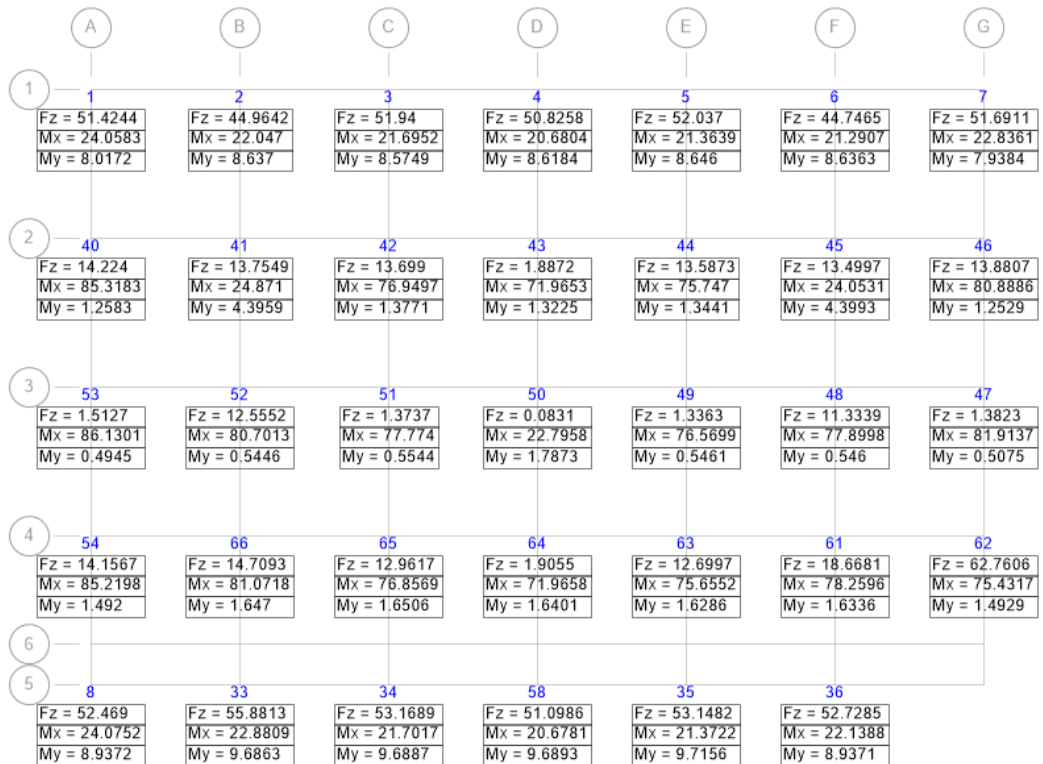 A B C D E F G
1
1 2 3 4 5 6 7
Fz = 51.4244 Fz = 44.9642 Fz = 51.94 Fz = 50.8258 Fz = 52.037 Fz = 44.7465 Fz = 51.6911
Mx = 24.0583 Mx = 22.047 Mx = 21.6952 Mx = 20.6804 Mx = 21.3639 Mx = 21.2907 Mx = 22.8361
My = 8.0172 My = 8.637 My = 8.5749 My = 8.6184 My = 8.646 My = 8.6363 My = 7.9384
2
40 41 42 43 44 45 46
Fz = 14.224 Fz = 13.7549 Fz = 13.699 Fz = 1.8872 Fz = 13.5873 Fz = 13.4997 Fz = 13.8807
Mx = 85.3183 Mx = 24.871 Mx = 76.9497 Mx = 71.9653 Mx = 75.747 Mx = 24.0531 Mx = 80.8886
My = 1.2583 My = 4.3959 My = 1.3771 My = 1.3225 My = 1.3441 My = 4.3993 My = 1.2529
3
53 52 51 50 49 48 47
Fz = 1.5127 Fz = 12.5552 Fz = 1.3737 Fz = 0.0831 Fz = 1.3363 Fz = 11.3339 Fz = 1.3823
Mx = 86.1301 Mx = 80.7013 Mx = 77.774 Mx = 22.7958 Mx = 76.5699 Mx = 77.8998 Mx = 81.9137
My = 0.4945 My = 0.5446 My = 0.5544 My = 1.7873 My = 0.5461 My = 0.546 My = 0.5075
4
54 66 65 64 63 61 62
Fz = 14.1567 Fz = 14.7093 Fz = 12.9617 Fz = 1.9055 Fz = 12.6997 Fz = 18.6681 Fz = 62.7606
Mx = 85.2198 Mx = 81.0718 Mx = 76.8569 Mx = 71.9658 Mx = 75.6552 Mx = 78.2596 Mx = 75.4317
My = 1.492 My = 1.647 My = 1.6506 My = 1.6401 My = 1.6286 My = 1.6336 My = 1.4929
6
5
8 33 34 58 35 36
Fz = 52.469 Fz = 55.8813 Fz = 53.1689 Fz = 51.0986 Fz = 53.1482 Fz = 52.7285
Mx = 24.0752 Mx = 22.8809 Mx = 21.7017 Mx = 20.6781 Mx = 21.3722 Mx = 22.1388
My = 8.9372 My = 9.6863 My = 9.6887 My = 9.6893 My = 9.7156 My = 8.9371